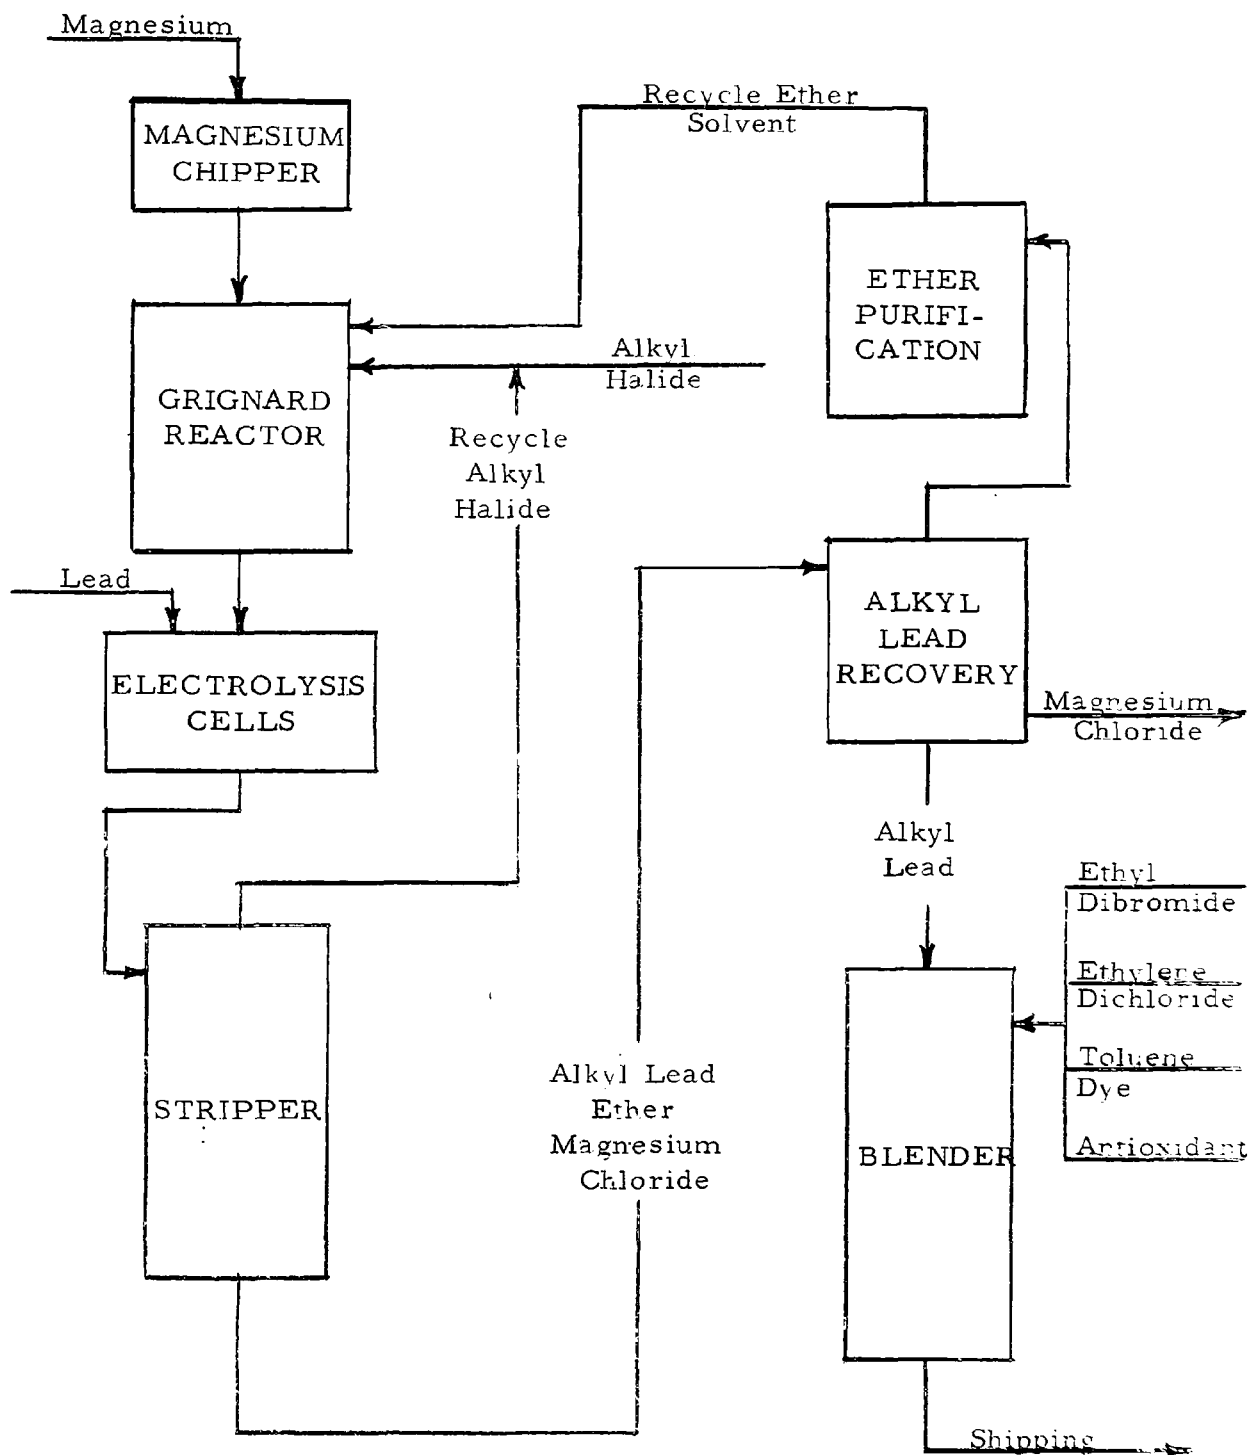 Magnesium
MAGNESIUM
CHIPPER
Recycle Ether
Solvent
ETHER
PURIFI-
CATION
Alkyl
Halide
GRIGNARD
REACTOR
Recycle
Alkyl
Halide
Lead
ELECTROLYSIS
CELLS
ALKYL
LEAD
RECOVERY
Magnesium
Chloride
Alkyl
Lead
Ethyl
Dibromide
Ethylene
Dichloride
Toluene
Dye
Antioxidant
STRIPPER
Alkyl Lead
Ether
Magnesium
Chloride
BLENDER
Shipping